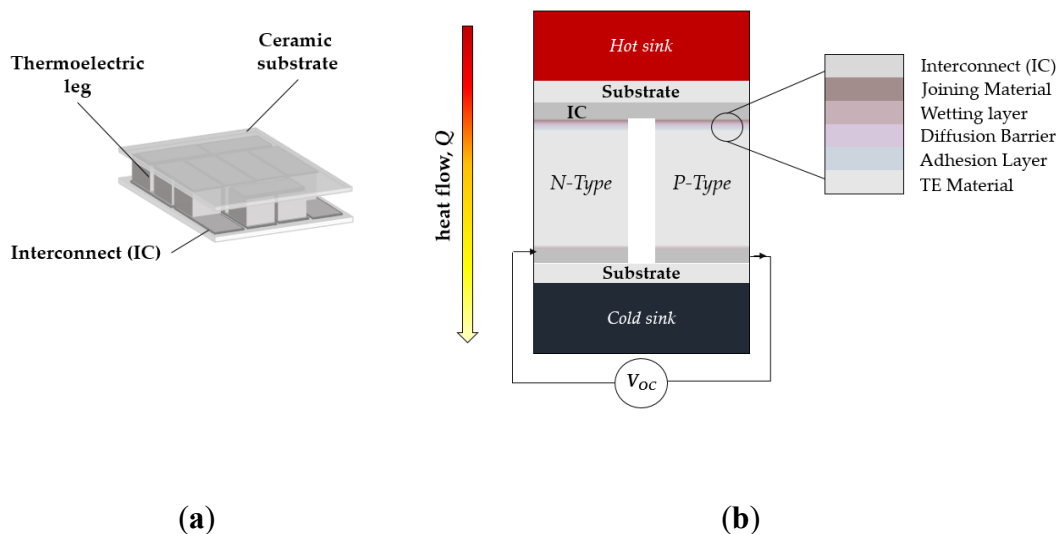 Thermoelectric
leg
Ceramic
substrate
Interconnect (IC)
(a)
heat flow, Q
Hot sink
Substrate
IC
N-Type
P-Type
Substrate
Cold sink
Voc
Interconnect (IC)
Joining Material
Wetting layer
Diffusion Barrier
Adhesion Layer
TE Material
(b)